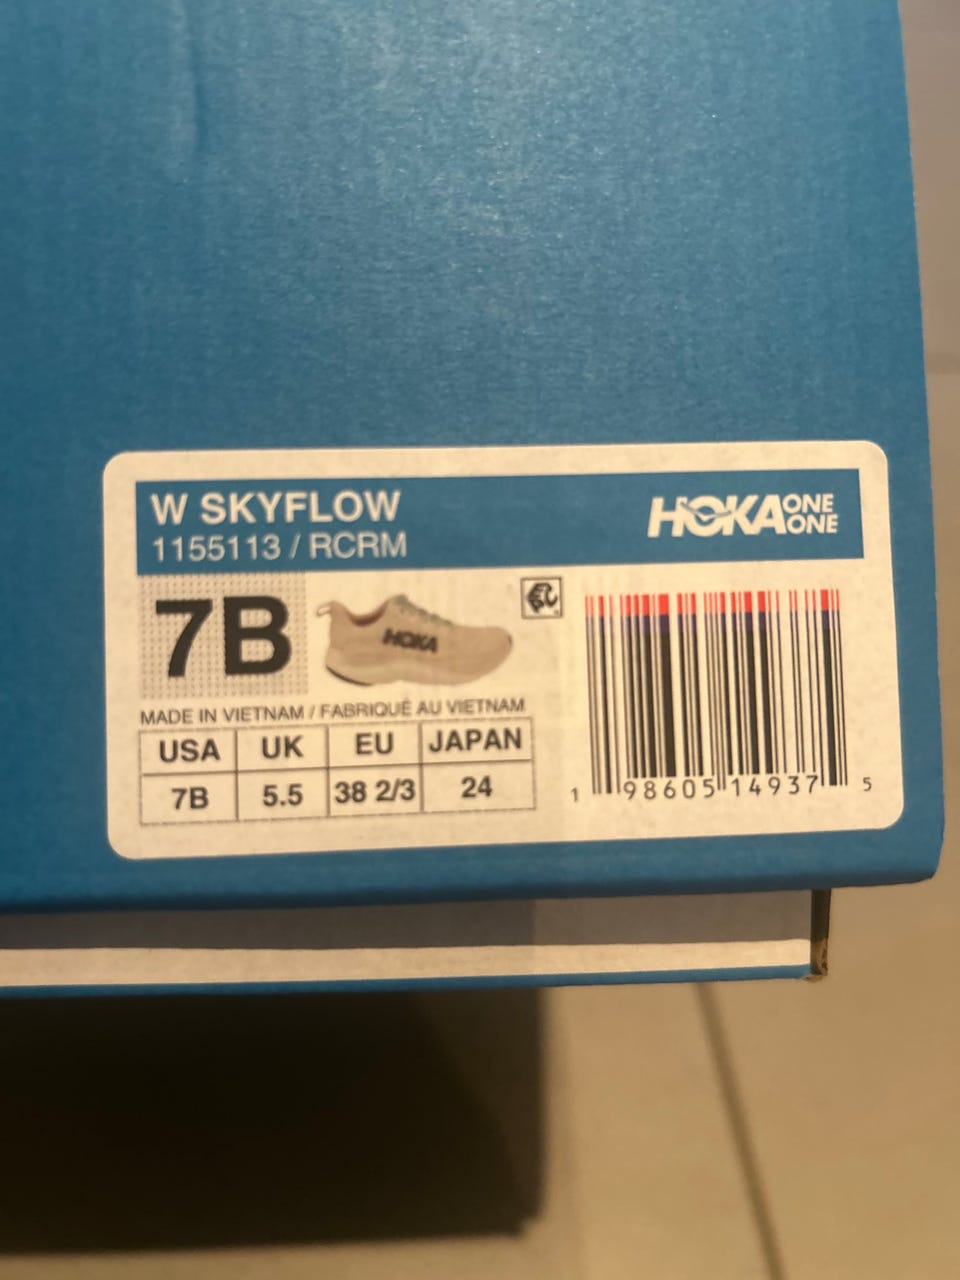 W SKYFLOW
1155113 / RCRM
HOKA ONE ONE
7B
HOKA
MADE IN VIETNAM / FABRIQUÉ AU VIETNAM
USA UK EU JAPAN
7B 5.5 38 2/3 24
1 98605 14937 5